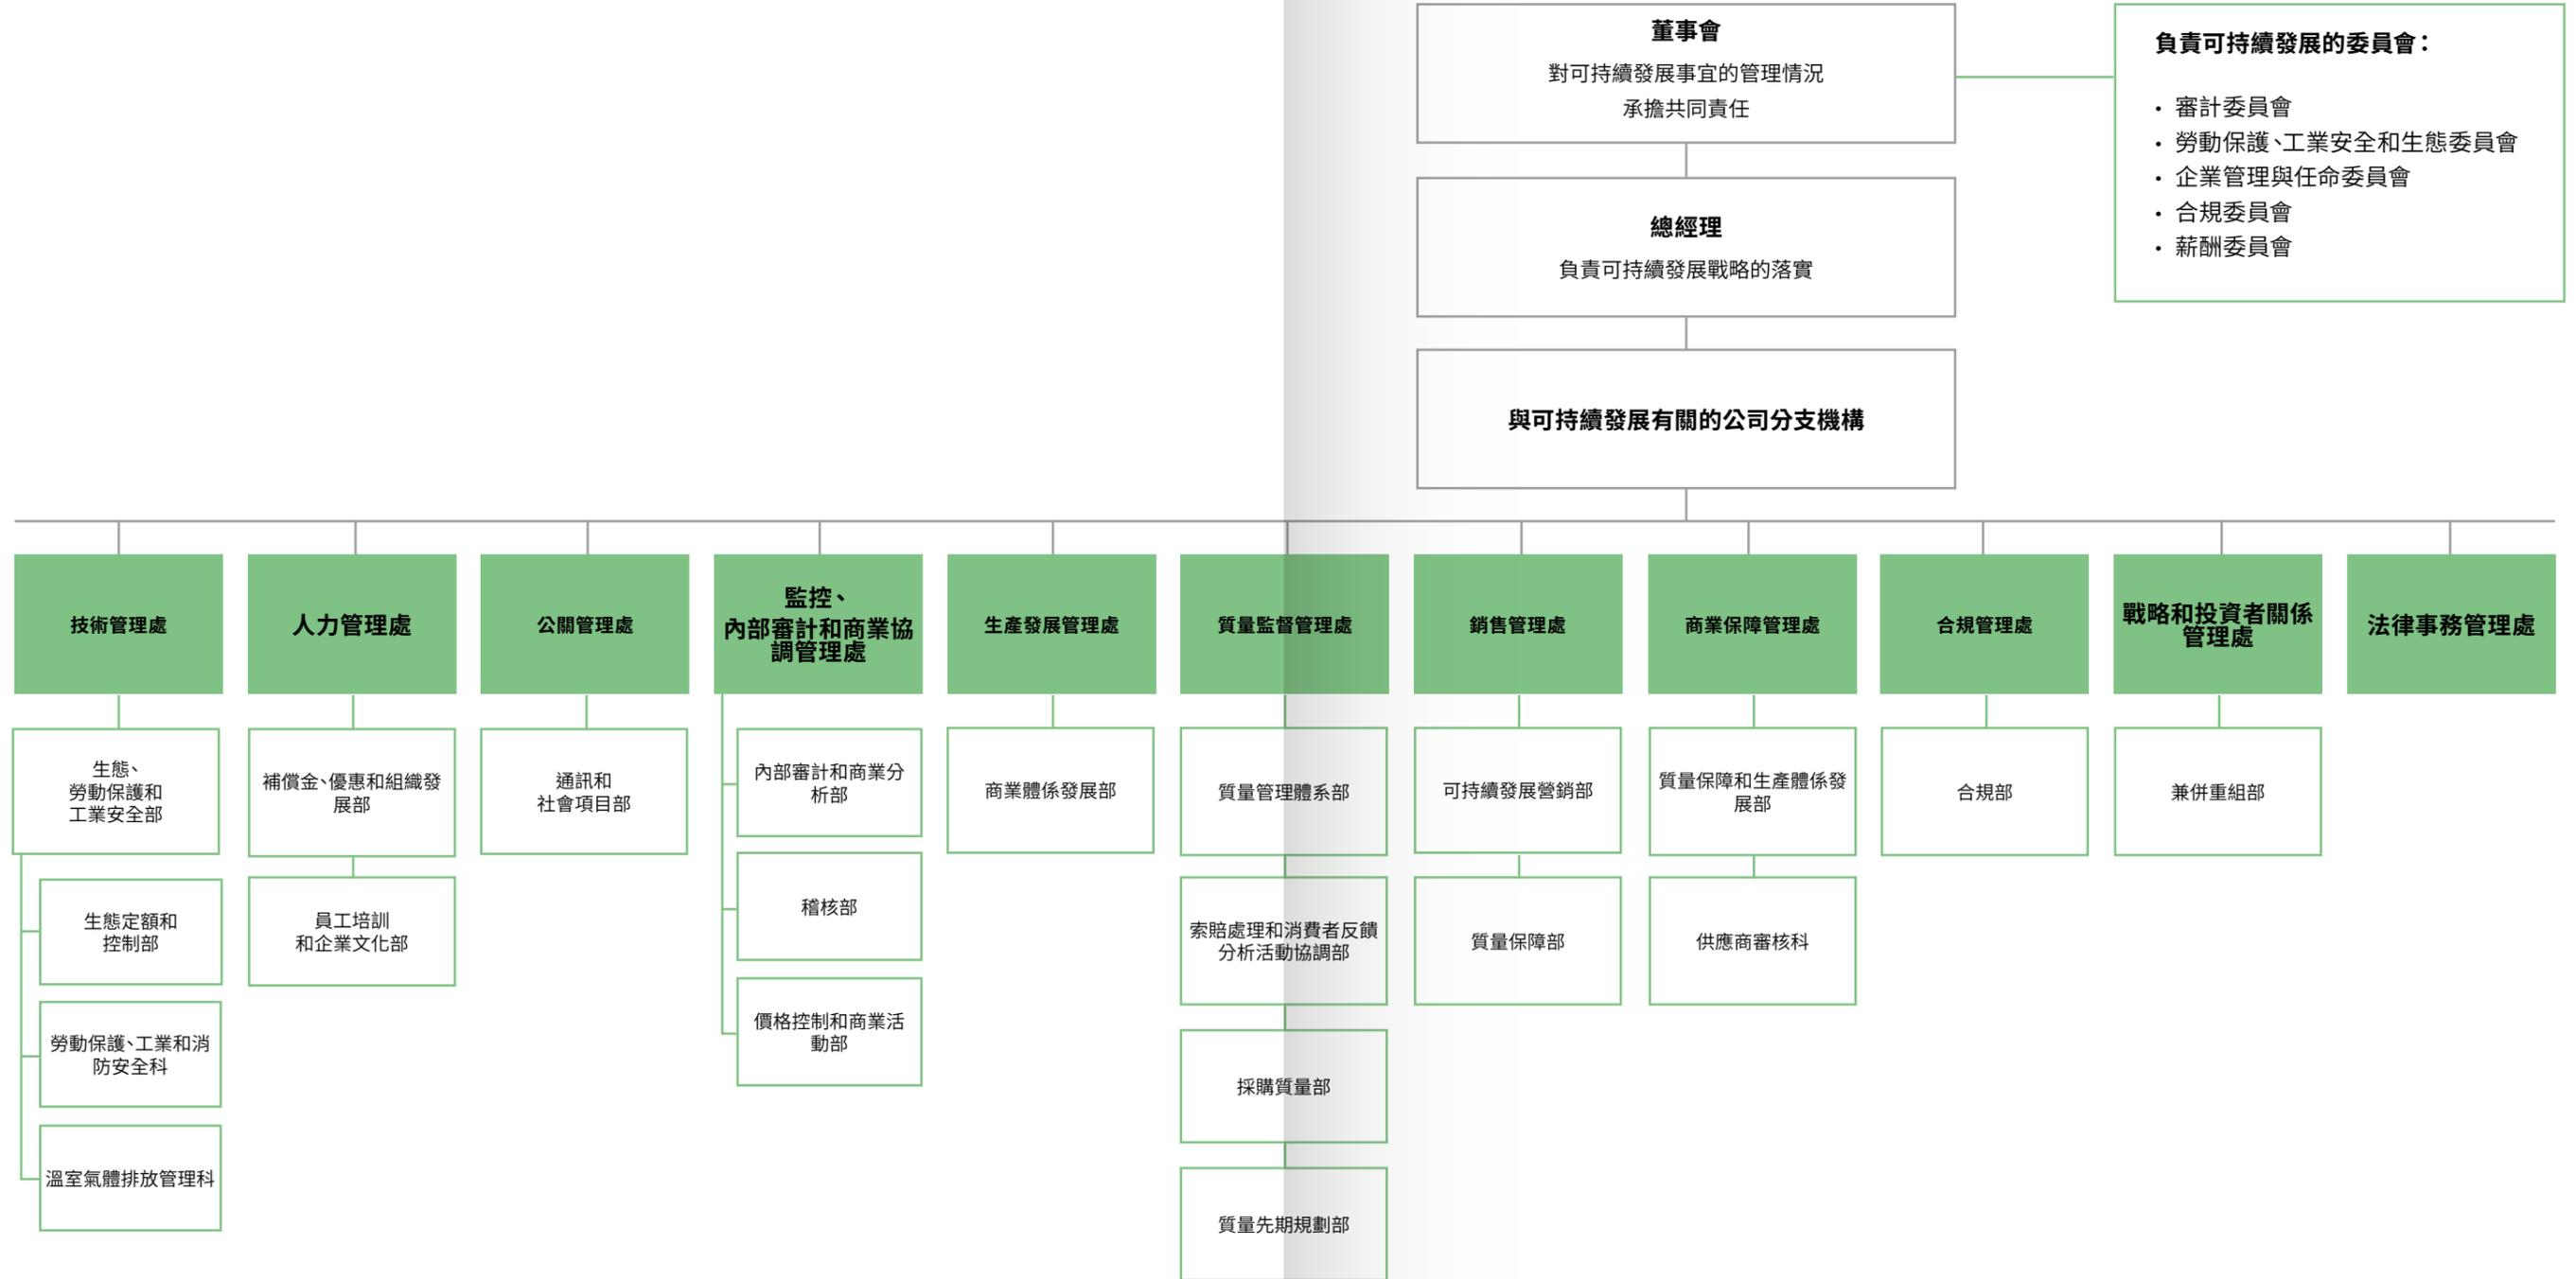 董事會
對可持續發展事宜的管理情況
承擔共同責任
負責可持續發展的委員會：
• 審計委員會
• 勞動保護、工業安全和生態委員會
• 企業管理與任命委員會
• 合規委員會
• 薪酬委員會
總經理
負責可持續發展戰略的落實
與可持續發展有關的公司分支機構
技術管理處
人力管理處
公關管理處
監控、
內部審計和商業協
調管理處
生產發展管理處
質量監督管理處
銷售管理處
商業保障管理處
合規管理處
戰略和投資者關係
管理處
法律事務管理處
生態、
勞動保護和
工業安全部
生態定額和
控制部
勞動保護、工業和消
防安全科
溫室氣體排放管理科
補償金、優惠和組織發
展部
員工培訓
和企業文化部
通訊和
社會項目部
內部審計和商業分
析部
稽核部
價格控制和商業活
動部
商業體係發展部
質量管理體系部
索賠處理和消費者反饋
分析活動協調部
採購質量部
質量先期規劃部
可持續發展營銷部
質量保障部
質量保障和生產體係發
展部
供應商審核科
合規部
兼併重組部